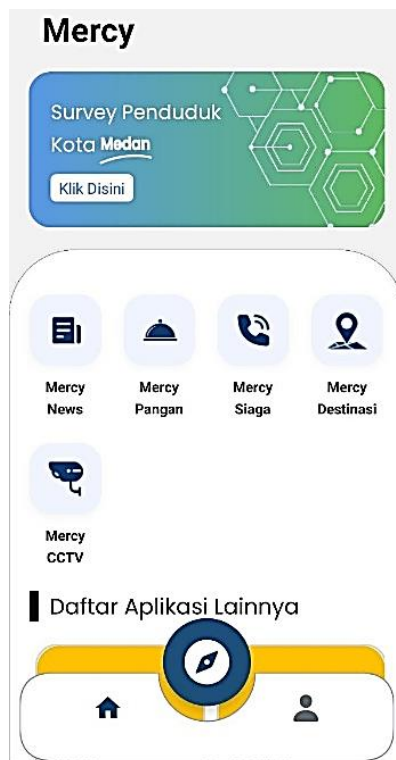 Mercy
Survey Penduduk
Kota Medan
Klik Disini
Mercy
News
Mercy
Pangan
Mercy
Siaga
Mercy
Destinasi
Mercy
CCTV
Daftar Aplikasi Lainnya